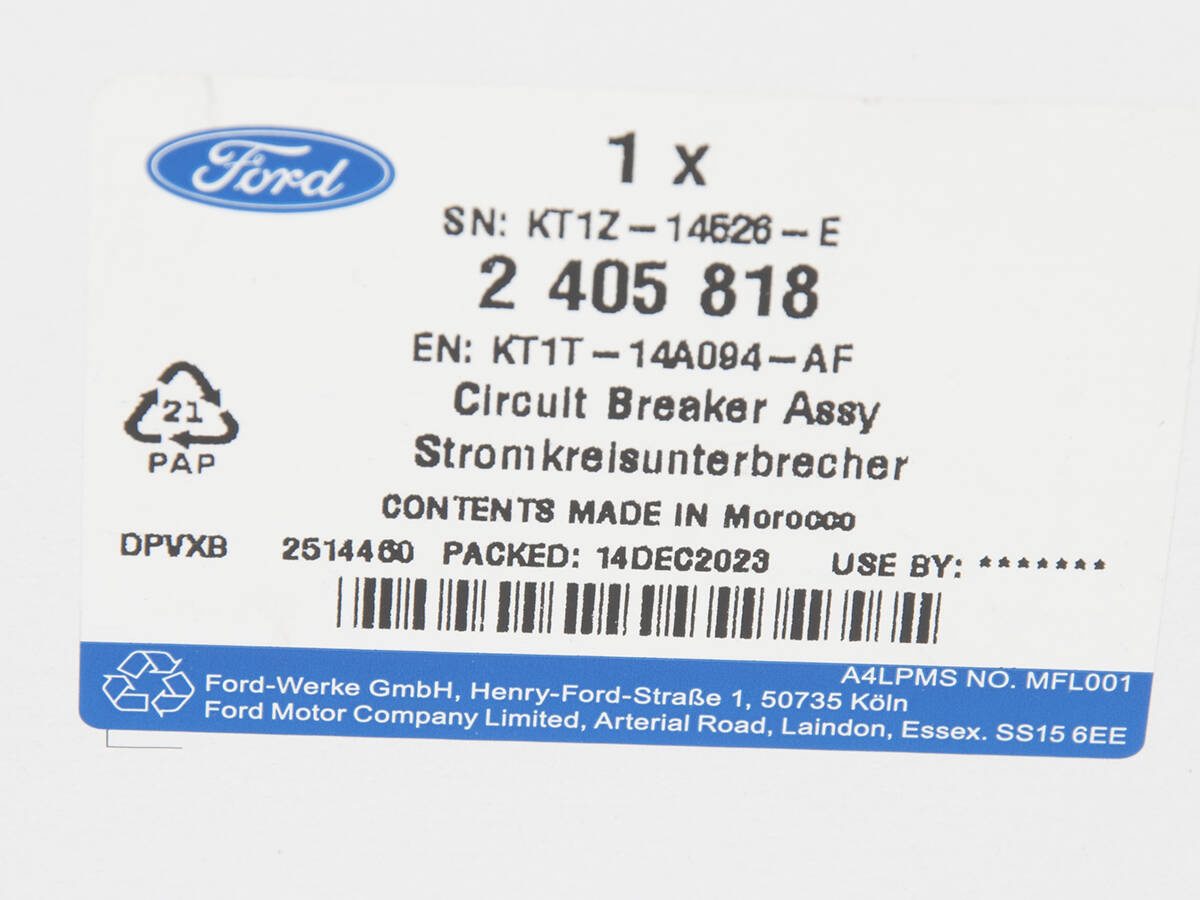 Ford
1 x
SN: KT1Z-14526-E
2 405 818
EN: KT1T-14A094-AF
Circuit Breaker Assy
Stromkreisunterbrecher
21
PAP
CONTENTS MADE IN Morocco
DPVXB 2514460 PACKED: 14DEC2023 USE BY: *******
A4LPMS NO. MFL001
Ford-Werke GmbH, Henry-Ford-Straße 1, 50735 Köln
Ford Motor Company Limited, Arterial Road, Laindon, Essex. SS15 6EE